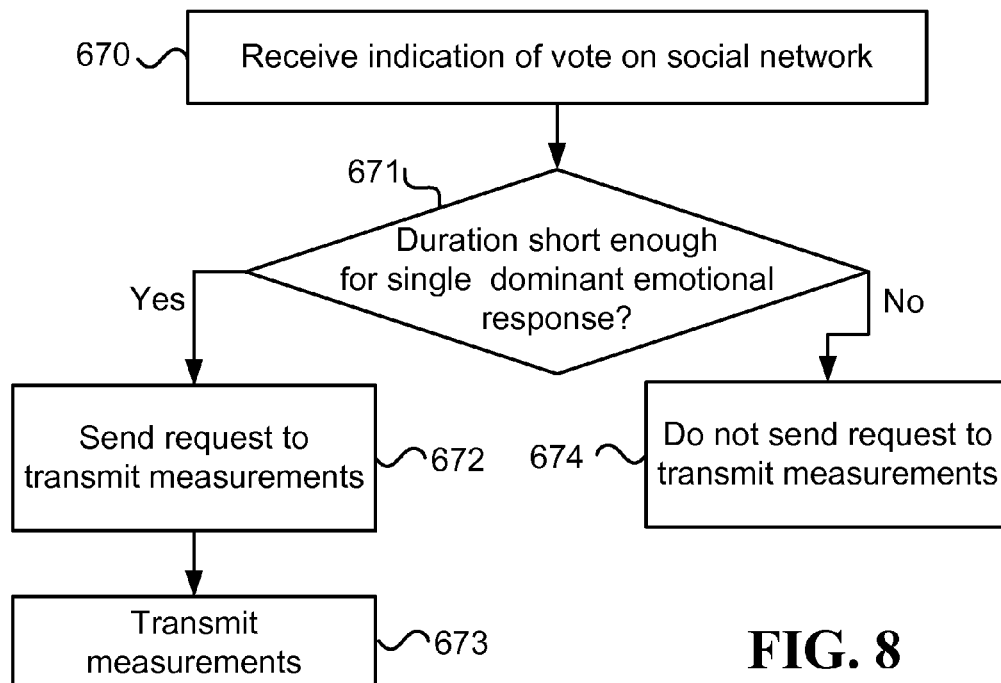 670
Receive indication of vote on social network
671
Duration short enough
for single dominant emotional
response?
Yes
No
Send request to
transmit measurements
672
674
Do not send request to
transmit measurements
Transmit
measurements
673
FIG. 8